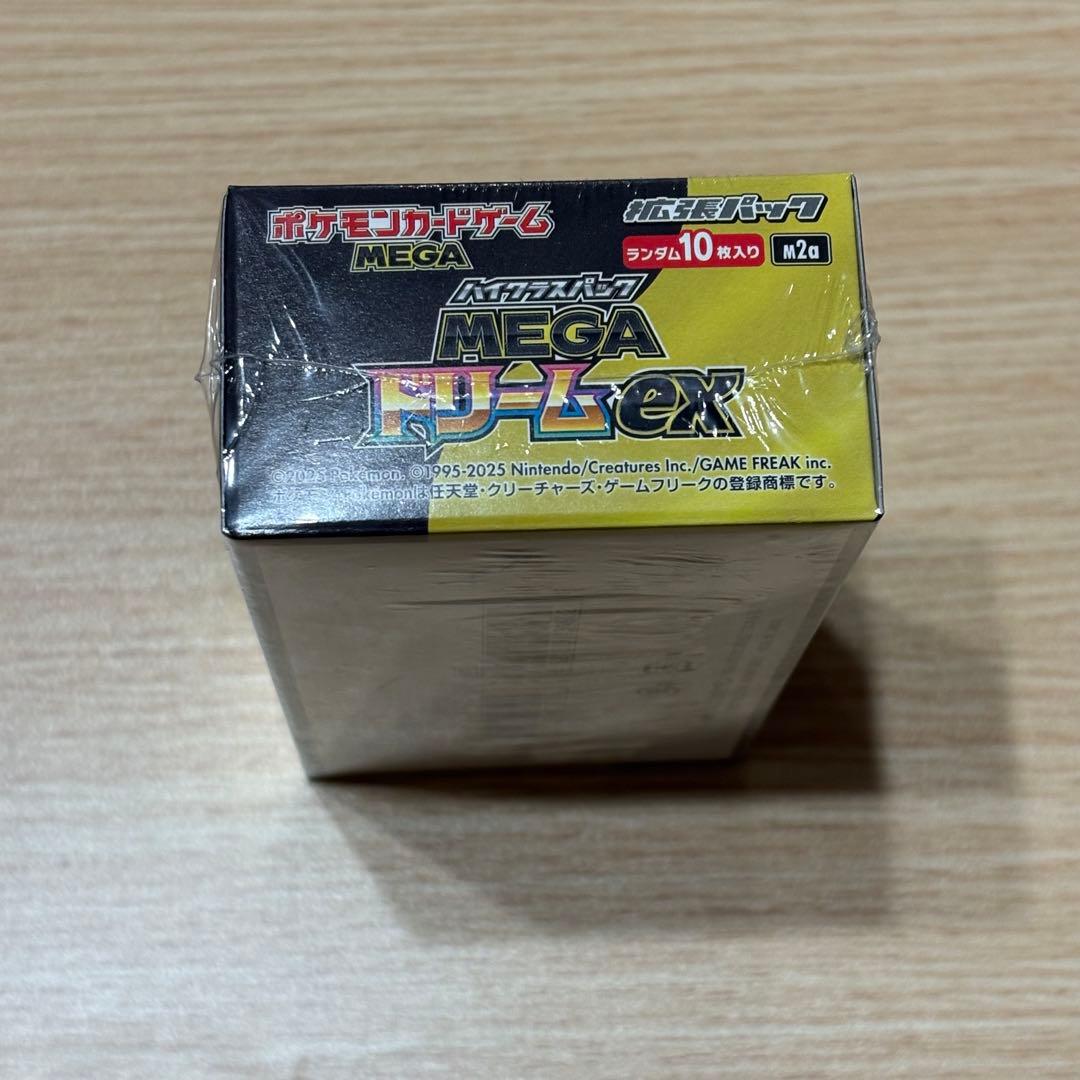 ポケモンカードゲーム
MEGA
拡張パック
ランダム10枚入り M2a
ハイクラスパック
MEGA
ドリームex
©2025 Pokémon. ©1995-2025 Nintendo/Creatures Inc./GAME FREAK inc.
ポケモン・Pokémonは任天堂・クリーチャーズ・ゲームフリークの登録商標です。